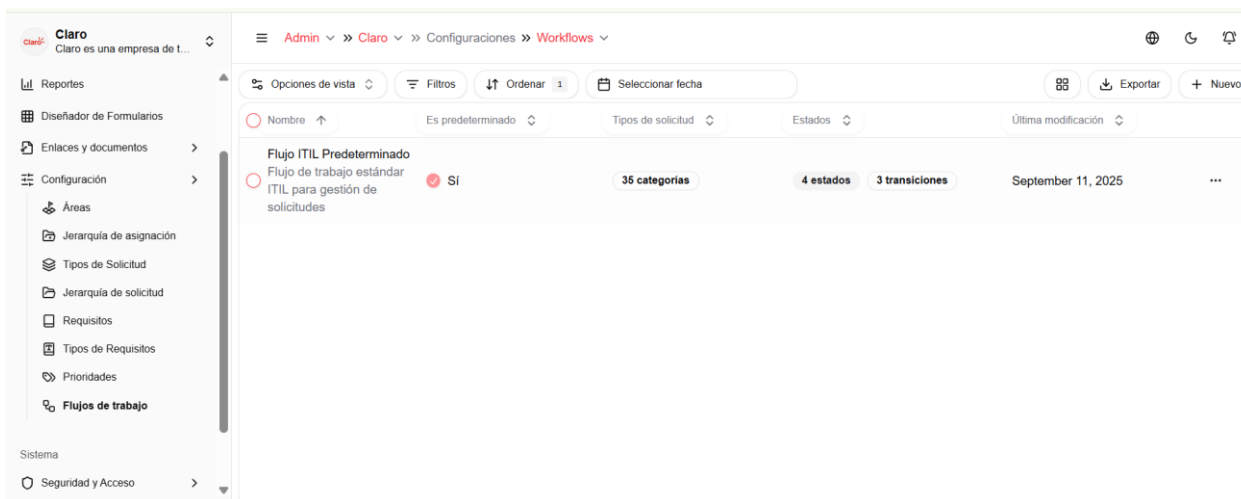 Claro
Claro
Claro es una empresa de t...
Admin » Claro » Configuraciones » Workflows
Reportes
Diseñador de Formularios
Enlaces y documentos
Configuración
Áreas
Jerarquía de asignación
Tipos de Solicitud
Jerarquía de solicitud
Requisitos
Tipos de Requisitos
Prioridades
Flujos de trabajo
Sistema
Seguridad y Acceso
Opciones de vista Filtros Ordenar 1 Seleccionar fecha Exportar + Nuevo
Nombre Es predeterminado Tipos de solicitud Estados Última modificación
Flujo ITIL Predeterminado
Flujo de trabajo estándar
ITIL para gestión de
solicitudes
Sí 35 categorias 4 estados 3 transiciones September 11, 2025 ...